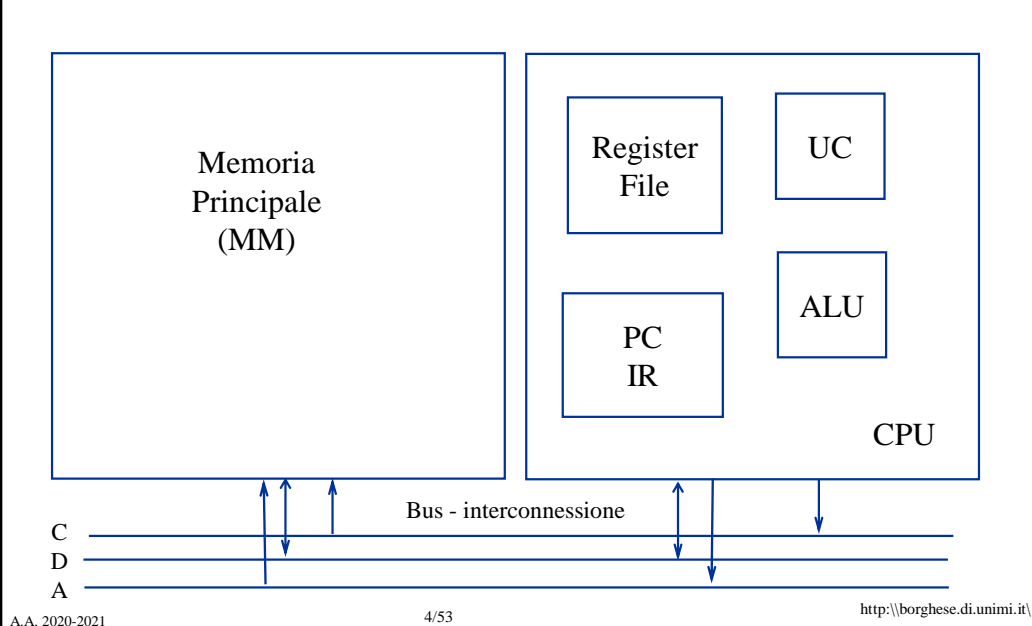 Memoria
Principale
(MM)
Register
File
UC
ALU
PC
IR
CPU
Bus - interconnessione
C
D
A
A.A. 2020-2021
4/53
http:\\borghese.di.unimi.it\